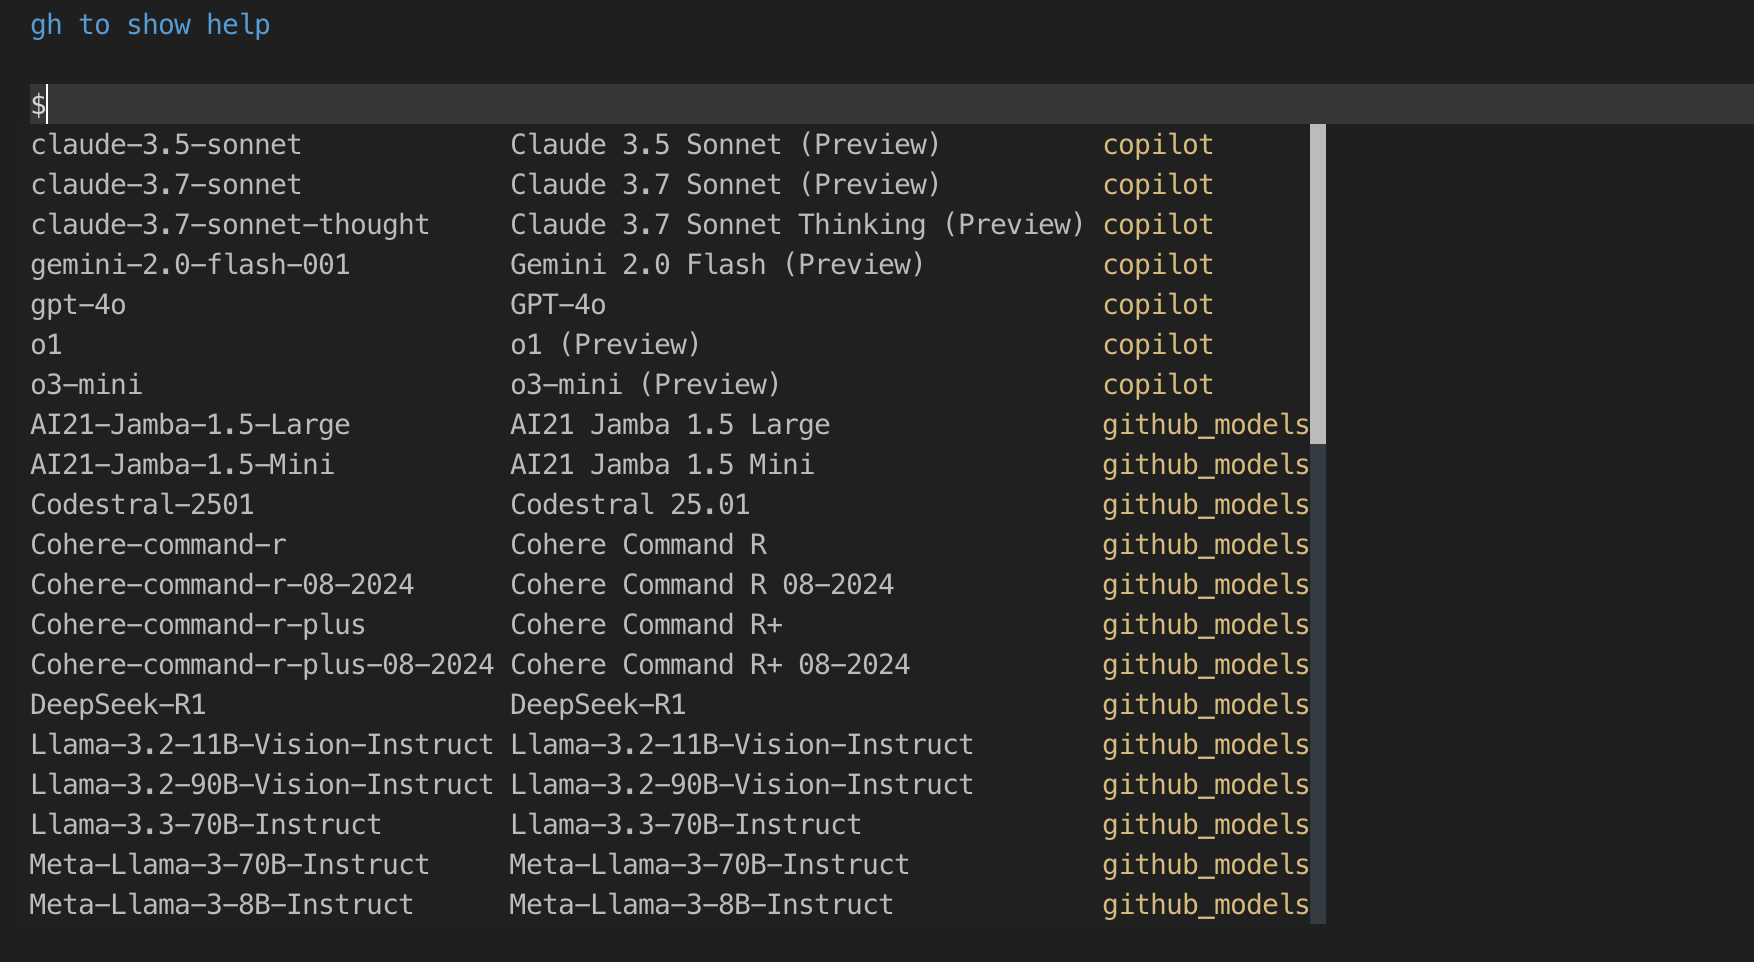 gh to show help
$
claude-3.5-sonnet Claude 3.5 Sonnet (Preview) copilot
claude-3.7-sonnet Claude 3.7 Sonnet (Preview) copilot
claude-3.7-sonnet-thought Claude 3.7 Sonnet Thinking (Preview) copilot
gemini-2.0-flash-001 Gemini 2.0 Flash (Preview) copilot
gpt-4o GPT-4o copilot
o1 o1 (Preview) copilot
o3-mini o3-mini (Preview) copilot
AI21-Jamba-1.5-Large AI21 Jamba 1.5 Large github_models
AI21-Jamba-1.5-Mini AI21 Jamba 1.5 Mini github_models
Codestral-2501 Codestral 25.01 github_models
Cohere-command-r Cohere Command R github_models
Cohere-command-r-08-2024 Cohere Command R 08-2024 github_models
Cohere-command-r-plus Cohere Command R+ github_models
Cohere-command-r-plus-08-2024 Cohere Command R+ 08-2024 github_models
DeepSeek-R1 DeepSeek-R1 github_models
Llama-3.2-11B-Vision-Instruct Llama-3.2-11B-Vision-Instruct github_models
Llama-3.2-90B-Vision-Instruct Llama-3.2-90B-Vision-Instruct github_models
Llama-3.3-70B-Instruct Llama-3.3-70B-Instruct github_models
Meta-Llama-3-70B-Instruct Meta-Llama-3-70B-Instruct github_models
Meta-Llama-3-8B-Instruct Meta-Llama-3-8B-Instruct github_models